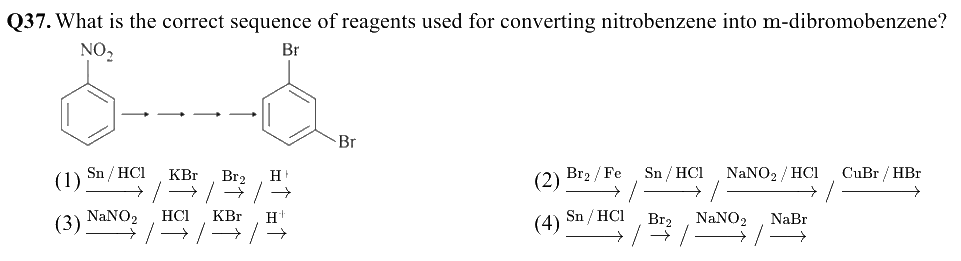 Q37. What is the correct sequence of reagents used for converting nitrobenzene into m-dibromobenzene?
NO₂ Br
Br
(1) Sn / HCl / KBr / Br₂ / H⁺
(2) Br₂ / Fe / Sn / HCl / NaNO₂ / HCl / CuBr / HBr
(3) NaNO₂ / HCl / KBr / H⁺
(4) Sn / HCl / Br₂ / NaNO₂ / NaBr